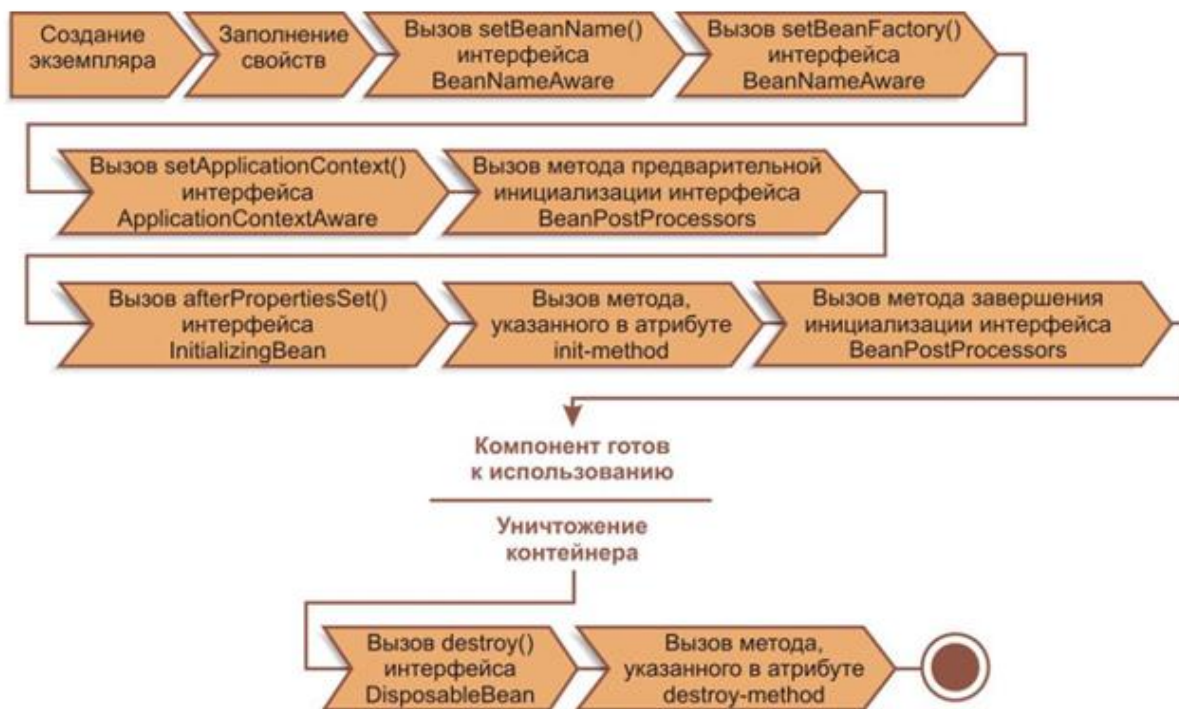 Создание
экземпляра
Заполнение
свойств
Вызов setBeanName()
интерфейса
BeanNameAware
Вызов setBeanFactory()
интерфейса
BeanNameAware
Вызов setApplicationContext()
интерфейса
ApplicationContextAware
Вызов метода предварительной
инициализации интерфейса
BeanPostProcessors
Вызов afterPropertiesSet()
интерфейса
InitializingBean
Вызов метода,
указанного в атрибуте
init-method
Вызов метода завершения
инициализации интерфейса
BeanPostProcessors
Компонент готов
к использованию
Уничтожение
контейнера
Вызов destroy()
интерфейса
DisposableBean
Вызов метода,
указанного в атрибуте
destroy-method